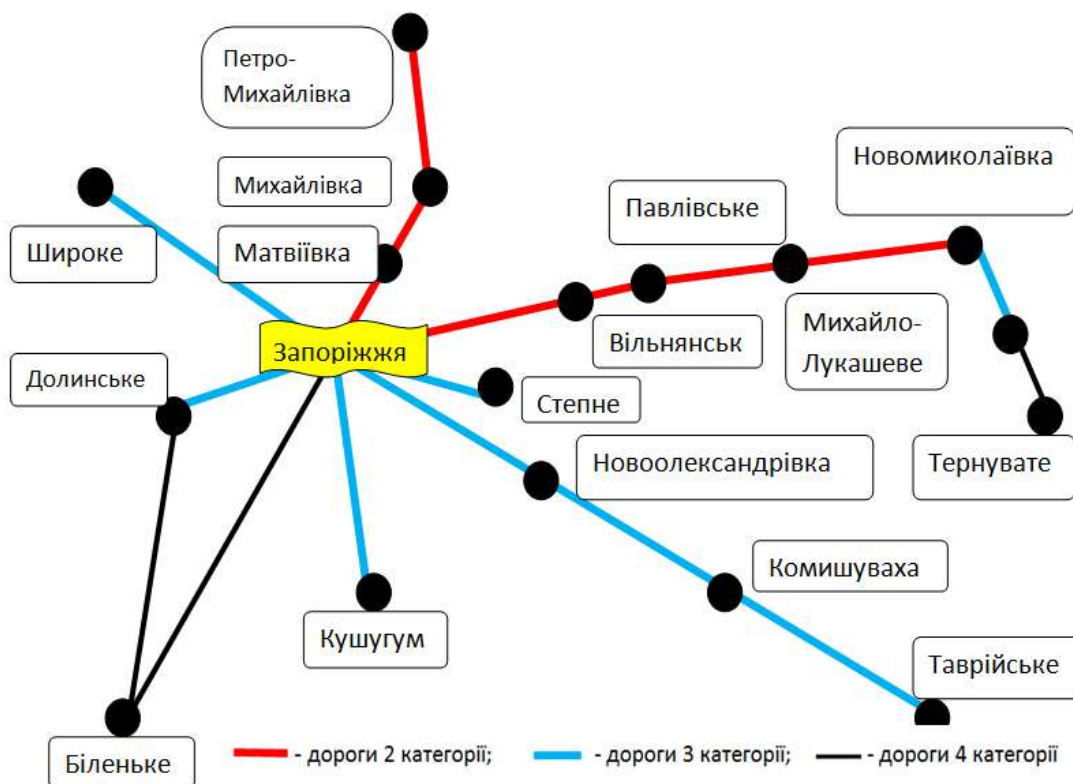 Петро-
Михайлівка
Новомиколаївка
Михайлівка
Павлівське
Широке
Матвіївка
Запоріжжя
Вільнянськ
Михайло-
Лукашеве
Долинське
Степне
Новоолександрівка
Тернувате
Комишуваха
Кушугум
Таврійське
Біленьке
- дороги 2 категорії; - дороги 3 категорії; - дороги 4 категорії